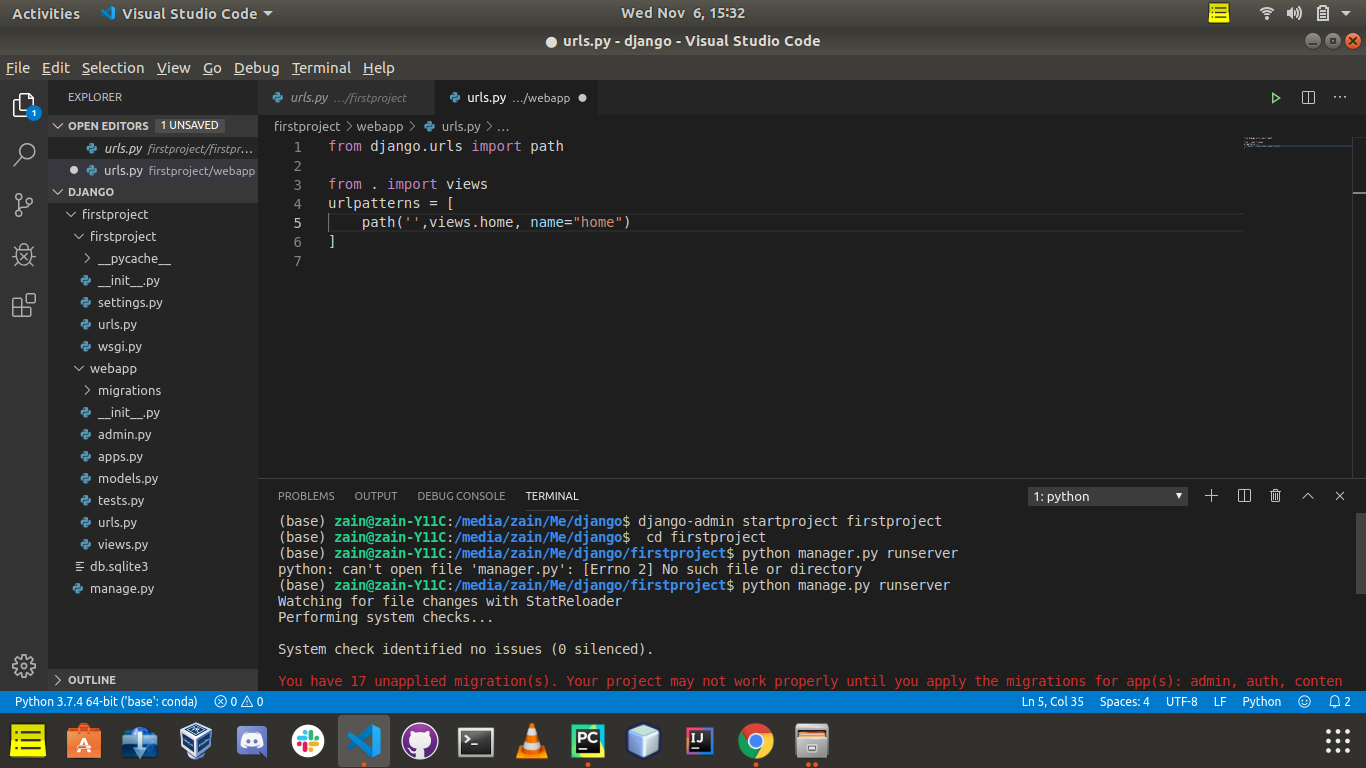 Activities Visual Studio Code Wed Nov 6, 15:32
● urls.py - django - Visual Studio Code
File Edit Selection View Go Debug Terminal Help
EXPLORER
1
OPEN EDITORS 1 UNSAVED
urls.py firstproject/firstpr...
urls.py firstproject/webapp
DJANGO
firstproject
firstproject
__pycache__
__init__.py
settings.py
urls.py
wsgi.py
webapp
migrations
__init__.py
admin.py
apps.py
models.py
tests.py
urls.py
views.py
db.sqlite3
manage.py
OUTLINE
urls.py .../firstproject urls.py .../webapp
firstproject > webapp > urls.py > ...
1 from django.urls import path
2
3 from . import views
4 urlpatterns = [
5     path('',views.home, name="home")
6 ]
7
PROBLEMS OUTPUT DEBUG CONSOLE TERMINAL 1: python
(base) zain@zain-Y11C:/media/zain/Me/django$ django-admin startproject firstproject
(base) zain@zain-Y11C:/media/zain/Me/django$  cd firstproject
(base) zain@zain-Y11C:/media/zain/Me/django/firstproject$ python manager.py runserver
python: can't open file 'manager.py': [Errno 2] No such file or directory
(base) zain@zain-Y11C:/media/zain/Me/django/firstproject$ python manage.py runserver
Watching for file changes with StatReloader
Performing system checks...
System check identified no issues (0 silenced).
You have 17 unapplied migration(s). Your project may not work properly until you apply the migrations for app(s): admin, auth, conten
Python 3.7.4 64-bit ('base': conda) 0 0 Ln 5, Col 35 Spaces: 4 UTF-8 LF Python 2
PC IJ